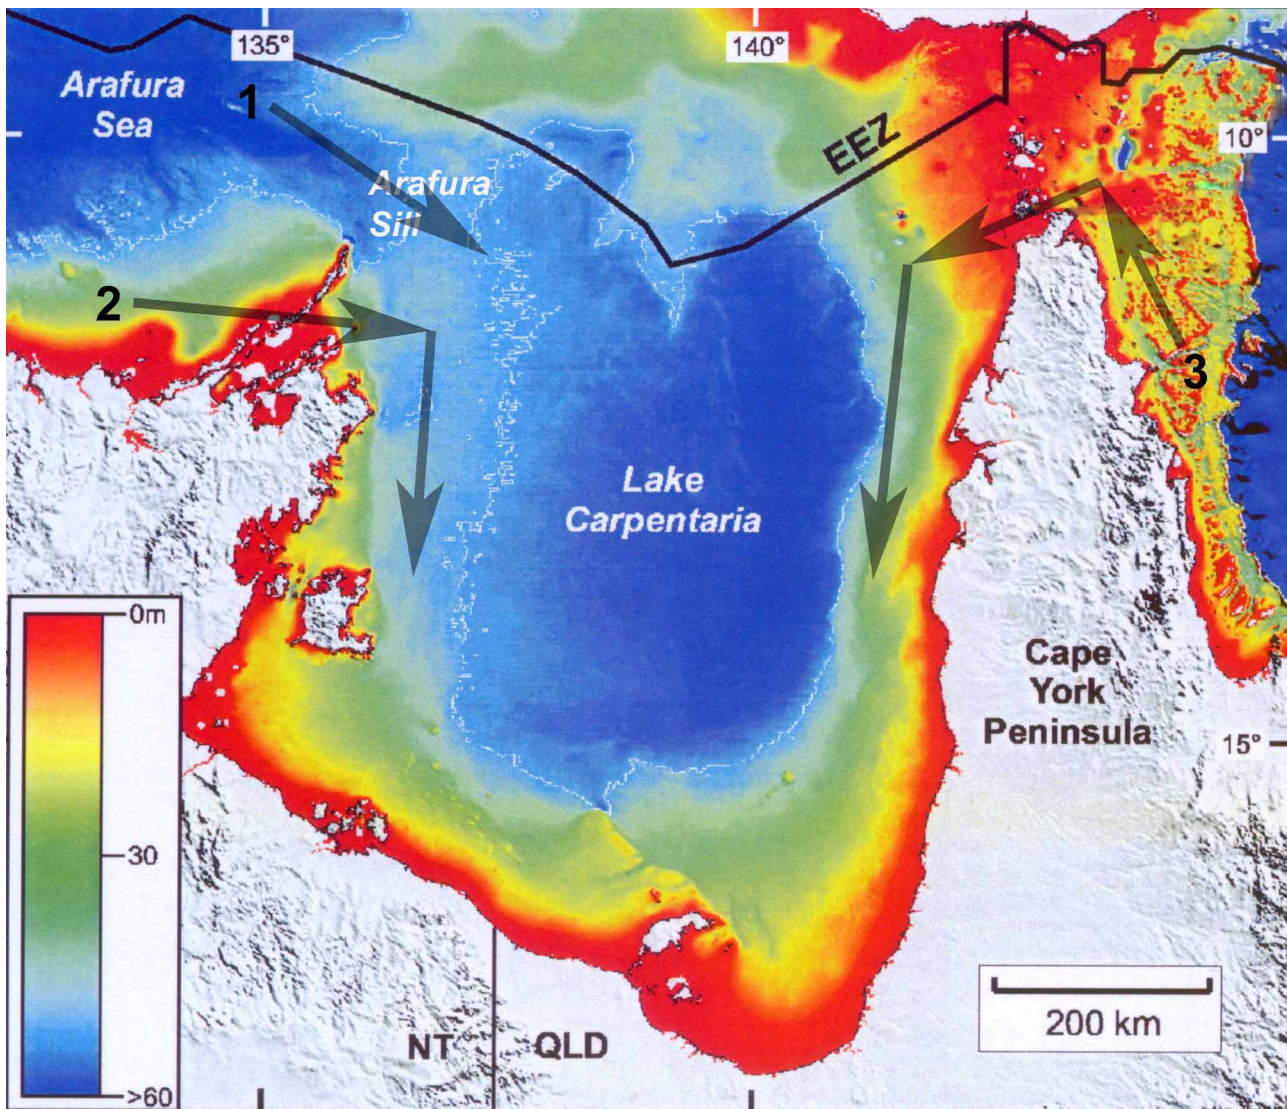 135°
140°
Arafura
Sea
1
EEZ
10°
Arafura
Sill
2
3
Lake
Carpentaria
0m
30
>60
Cape
York
Peninsula
15°
NT
QLD
200 km